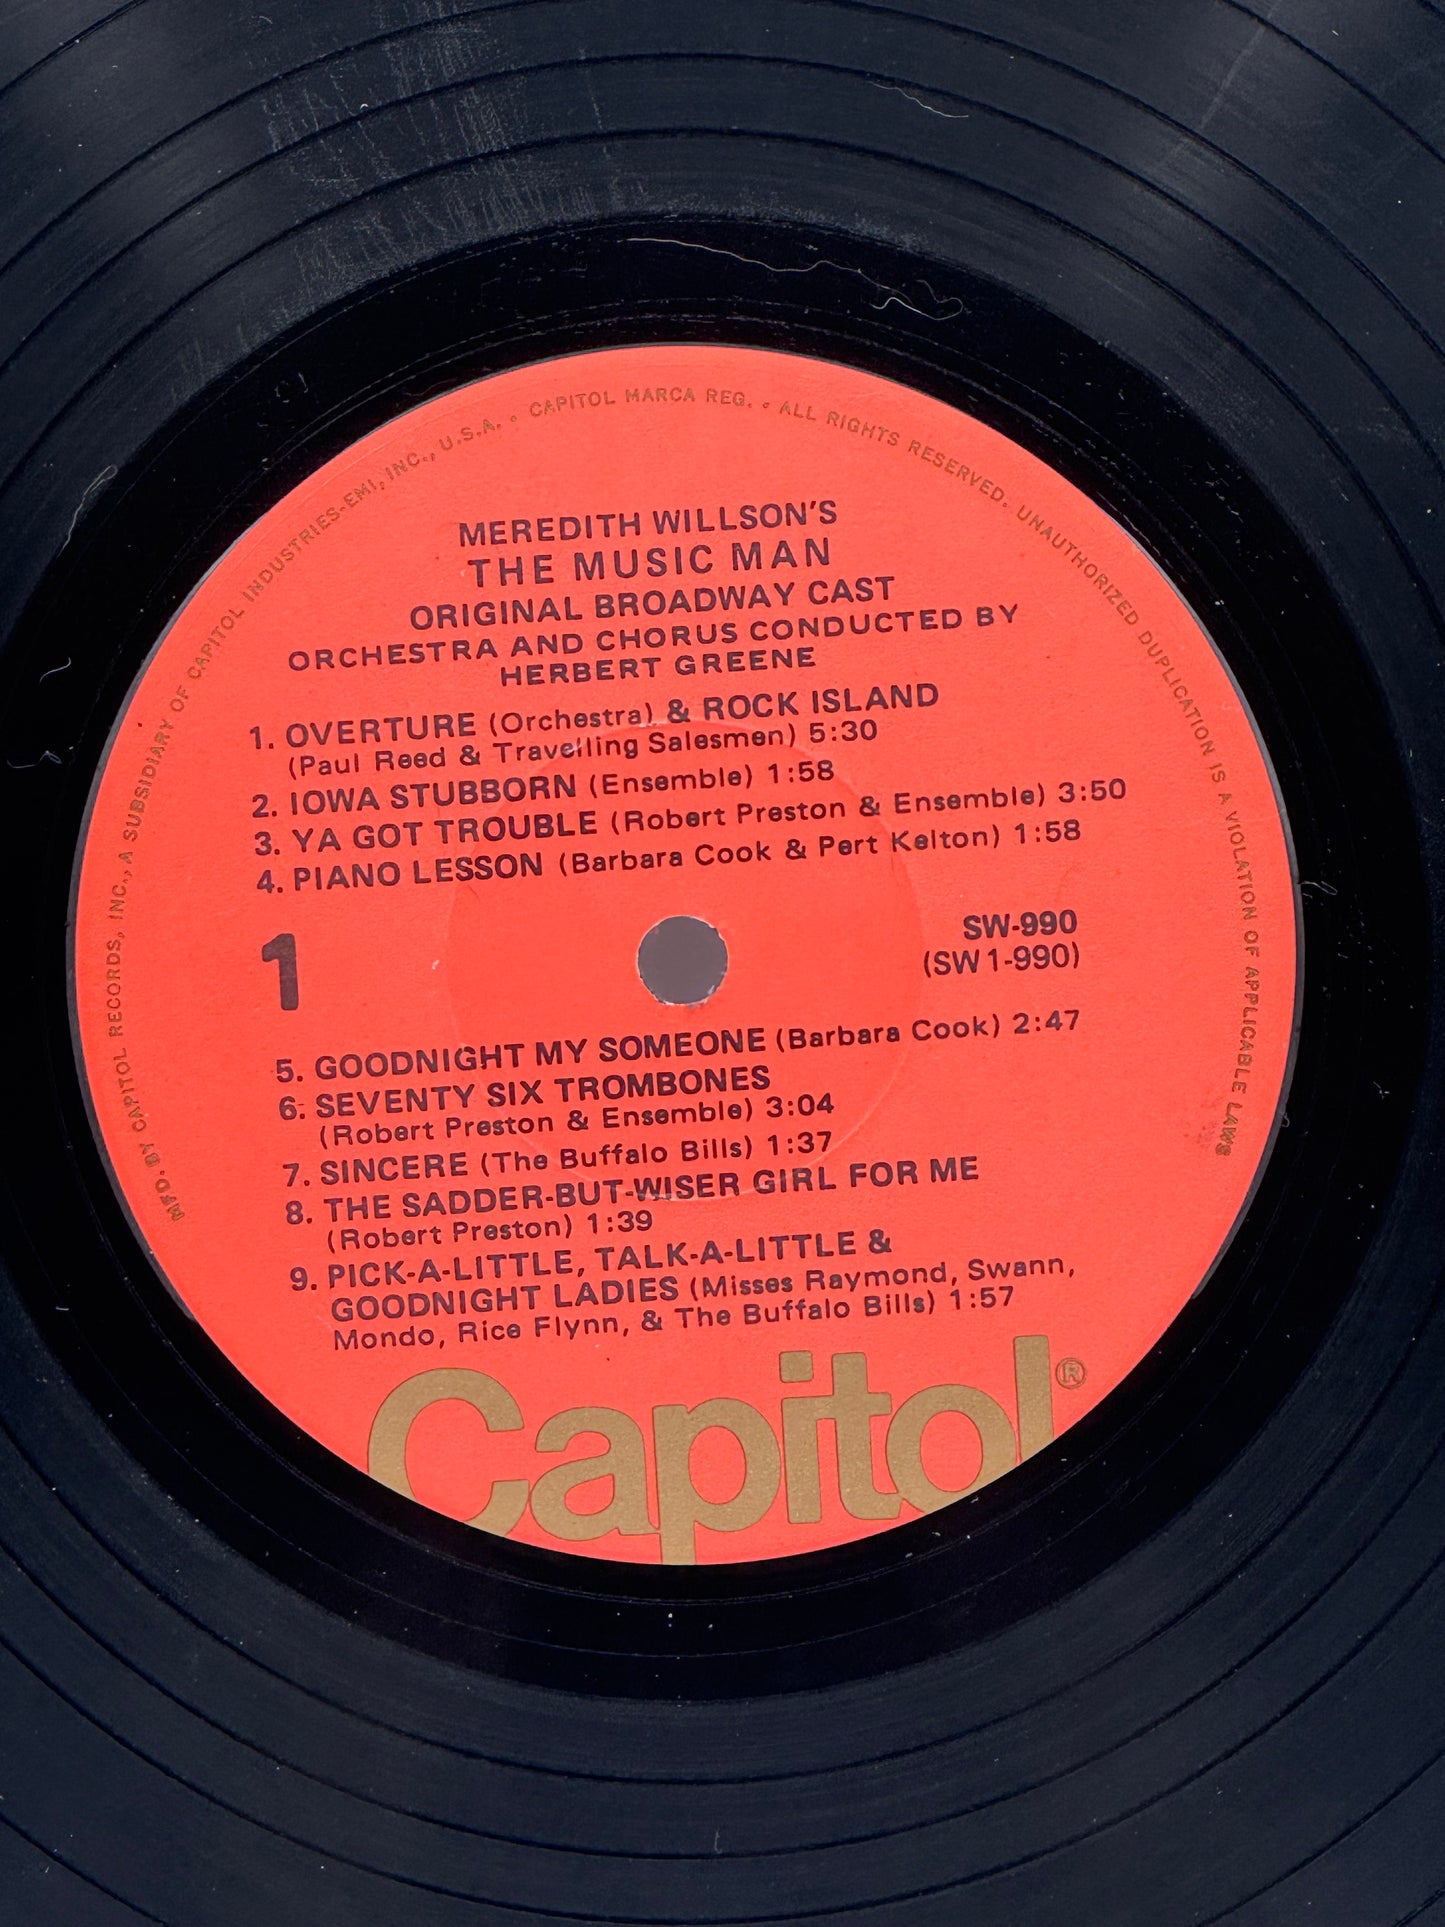 MFD. BY CAPITOL RECORDS, INC., A SUBSIDIARY OF CAPITOL INDUSTRIES-EMI, INC., U.S.A. • CAPITOL MARCA REG. • ALL RIGHTS RESERVED. UNAUTHORIZED DUPLICATION IS A VIOLATION OF APPLICABLE LAWS
MEREDITH WILLSON'S
THE MUSIC MAN
ORIGINAL BROADWAY CAST
ORCHESTRA AND CHORUS CONDUCTED BY
HERBERT GREENE
1. OVERTURE (Orchestra) & ROCK ISLAND
(Paul Reed & Travelling Salesmen) 5:30
2. IOWA STUBBORN (Ensemble) 1:58
3. YA GOT TROUBLE (Robert Preston & Ensemble) 3:50
4. PIANO LESSON (Barbara Cook & Pert Kelton) 1:58
1
SW-990
(SW1-990)
5. GOODNIGHT MY SOMEONE (Barbara Cook) 2:47
6. SEVENTY SIX TROMBONES
(Robert Preston & Ensemble) 3:04
7. SINCERE (The Buffalo Bills) 1:37
8. THE SADDER-BUT-WISER GIRL FOR ME
(Robert Preston) 1:39
9. PICK-A-LITTLE, TALK-A-LITTLE &
GOODNIGHT LADIES (Misses Raymond, Swann,
Mondo, Rice Flynn, & The Buffalo Bills) 1:57
Capitol®